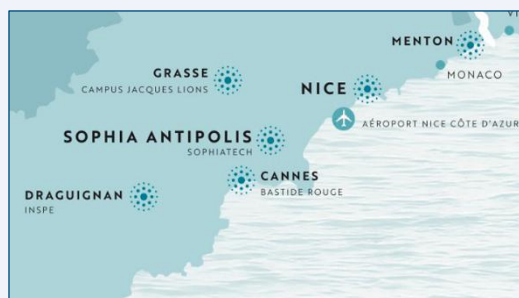 MENTON
MONACO
GRASSE
CAMPUS JACQUES LIONS
NICE
AÉROPORT NICE CÔTE D'AZUR
SOPHIA ANTIPOLIS
SOPHIATECH
CANNES
BASTIDE ROUGE
DRAGUIGNAN
INSPE